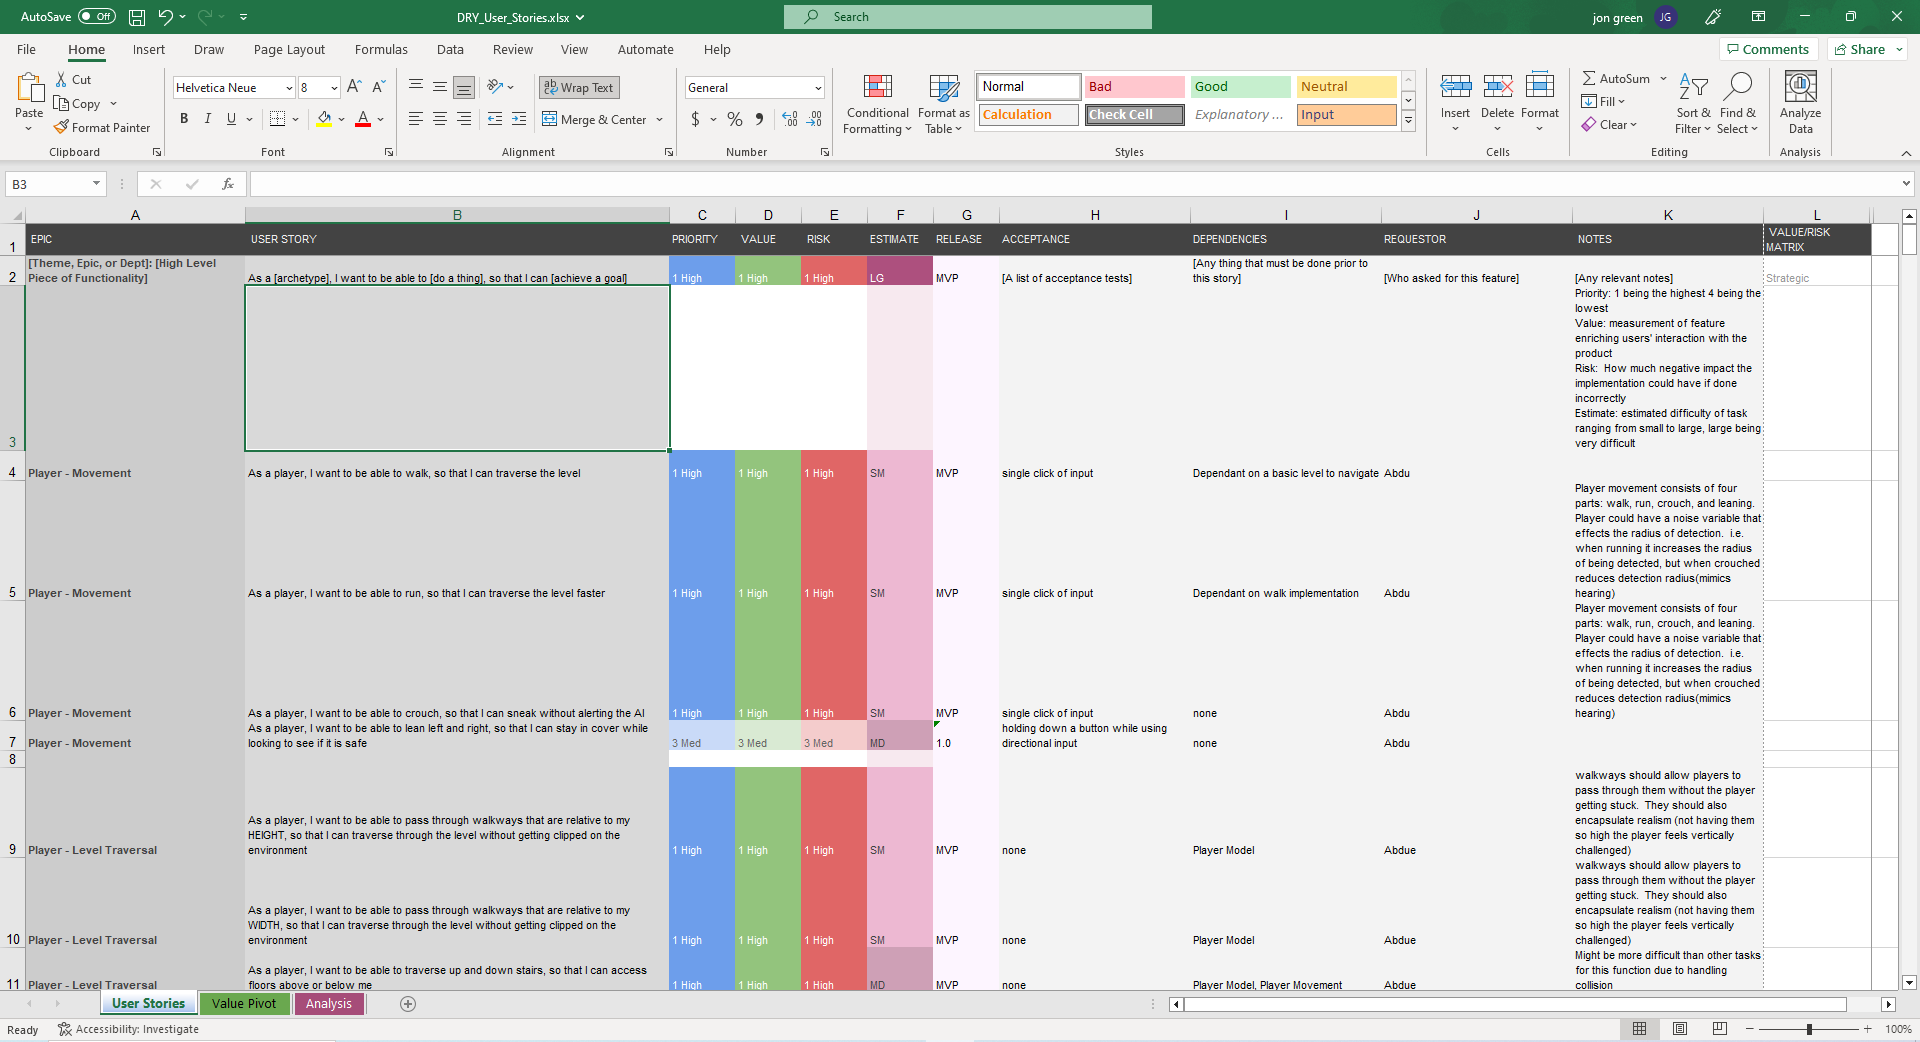 AutoSave Off DRY_User_Stories.xlsx Search jon green JG
File Home Insert Draw Page Layout Formulas Data Review View Automate Help Comments Share
Paste Cut Copy Format Painter Clipboard
Helvetica Neue 8 A A B I U A Font
ab Wrap Text Merge & Center Alignment
General $ % 9 .00 Number
Conditional Formatting Format as Table
Normal Bad Good Neutral
Calculation Check Cell Explanatory ... Input
Styles
Insert Delete Format Cells
AutoSum Fill Clear Sort & Filter Find & Select Editing
Analyze Data Analysis
B3 fx
A B C D E F G H I J K L
1 EPIC USER STORY PRIORITY VALUE RISK ESTIMATE RELEASE ACCEPTANCE DEPENDENCIES REQUESTOR NOTES VALUE/RISK
MATRIX
[Theme, Epic, or Dept]: [High Level
Piece of Functionality]
2 As a [archetype], I want to be able to [do a thing], so that I can [achieve a goal] 1 High 1 High 1 High LG MVP [A list of acceptance tests]
[Any thing that must be done prior to
this story]
[Who asked for this feature] [Any relevant notes] Strategic
3
Priority: 1 being the highest 4 being the
lowest
Value: measurement of feature
enriching users' interaction with the
product
Risk:  How much negative impact the
implementation could have if done
incorrectly
Estimate: estimated difficulty of task
ranging from small to large, large being
very difficult
4 Player - Movement As a player, I want to be able to walk, so that I can traverse the level 1 High 1 High 1 High SM MVP single click of input Dependant on a basic level to navigate Abdu
5 Player - Movement As a player, I want to be able to run, so that I can traverse the level faster 1 High 1 High 1 High SM MVP single click of input Dependant on walk implementation Abdu
Player movement consists of four
parts: walk, run, crouch, and leaning.
Player could have a noise variable that
effects the radius of detection.  i.e.
when running it increases the radius
of being detected, but when crouched
reduces detection radius(mimics
hearing)
6 Player - Movement As a player, I want to be able to crouch, so that I can sneak without alerting the AI 1 High 1 High 1 High SM MVP single click of input none Abdu
Player movement consists of four
parts: walk, run, crouch, and leaning.
Player could have a noise variable that
effects the radius of detection.  i.e.
when running it increases the radius
of being detected, but when crouched
reduces detection radius(mimics
hearing)
7 Player - Movement
As a player, I want to be able to lean left and right, so that I can stay in cover while
looking to see if it is safe
3 Med 3 Med 3 Med MD 1.0
holding down a button while using
directional input
none Abdu
8
9 Player - Level Traversal
As a player, I want to be able to pass through walkways that are relative to my
HEIGHT, so that I can traverse through the level without getting clipped on the
environment
1 High 1 High 1 High SM MVP none Player Model Abdue
walkways should allow players to
pass through them without the player
getting stuck.  They should also
encapsulate realism (not having them
so high the player feels vertically
challenged)
10 Player - Level Traversal
As a player, I want to be able to pass through walkways that are relative to my
WIDTH, so that I can traverse through the level without getting clipped on the
environment
1 High 1 High 1 High SM MVP none Player Model Abdue
walkways should allow players to
pass through them without the player
getting stuck.  They should also
encapsulate realism (not having them
so high the player feels vertically
challenged)
11 Player - Level Traversal
As a player, I want to be able to traverse up and down stairs, so that I can access
floors above or below me
1 High 1 High 1 High MD MVP none Player Model, Player Movement Abdue
Might be more difficult than other tasks
for this function due to handling
collision
User Stories Value Pivot Analysis
Ready Accessibility: Investigate 100%